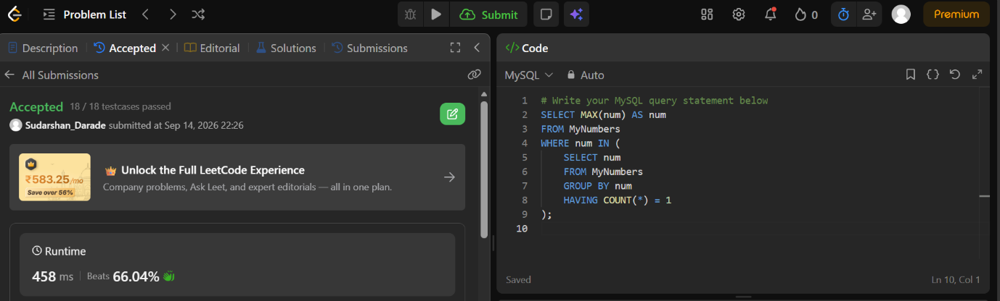 Problem List
Submit
0
Premium
Description
Accepted
Editorial
Solutions
Submissions
All Submissions
Accepted 18 / 18 testcases passed
Sudarshan_Darade submitted at Sep 14, 2026 22:26
₹583.25/mo
Save over 56%
Unlock the Full LeetCode Experience
Company problems, Ask Leet, and expert editorials — all in one plan.
Runtime
458 ms Beats 66.04%
</> Code
MySQL Auto
1 # Write your MySQL query statement below
2 SELECT MAX(num) AS num
3 FROM MyNumbers
4 WHERE num IN (
5 SELECT num
6 FROM MyNumbers
7 GROUP BY num
8 HAVING COUNT(*) = 1
9 );
10
Saved
Ln 10, Col 1